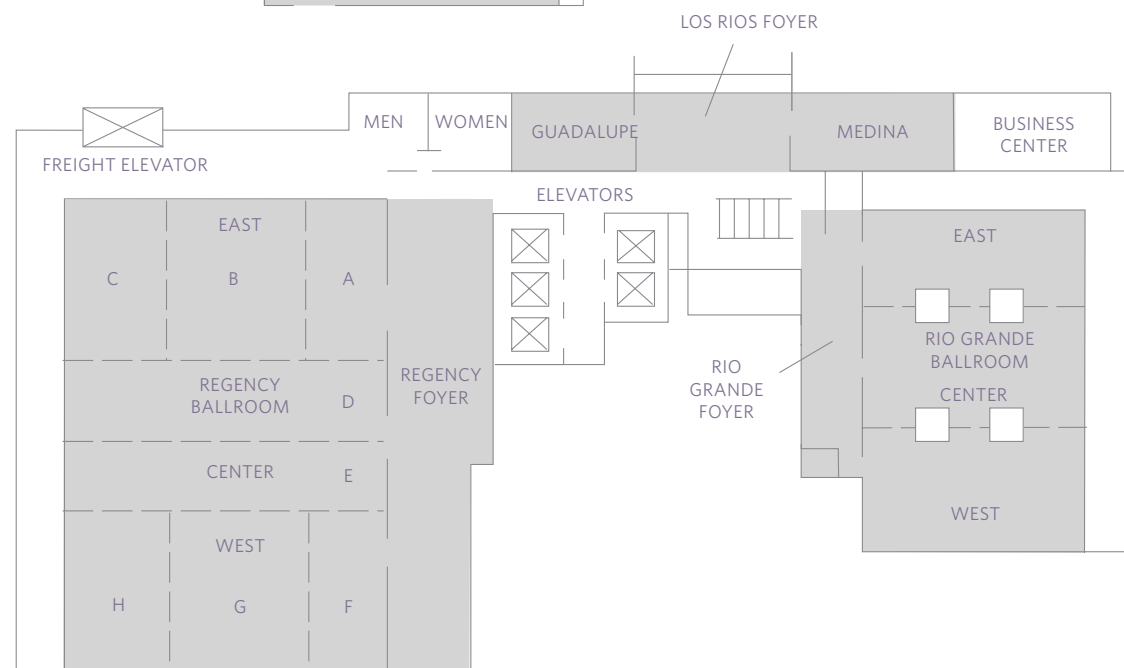 LOS RIOS FOYER
MEN
WOMEN
GUADALUPE
MEDINA
BUSINESS
CENTER
FREIGHT ELEVATOR
ELEVATORS
EAST
C
B
A
EAST
REGENCY
BALLROOM
D
REGENCY
FOYER
RIO
GRANDE
FOYER
RIO GRANDE
BALLROOM
CENTER
CENTER
E
WEST
WEST
H
G
F